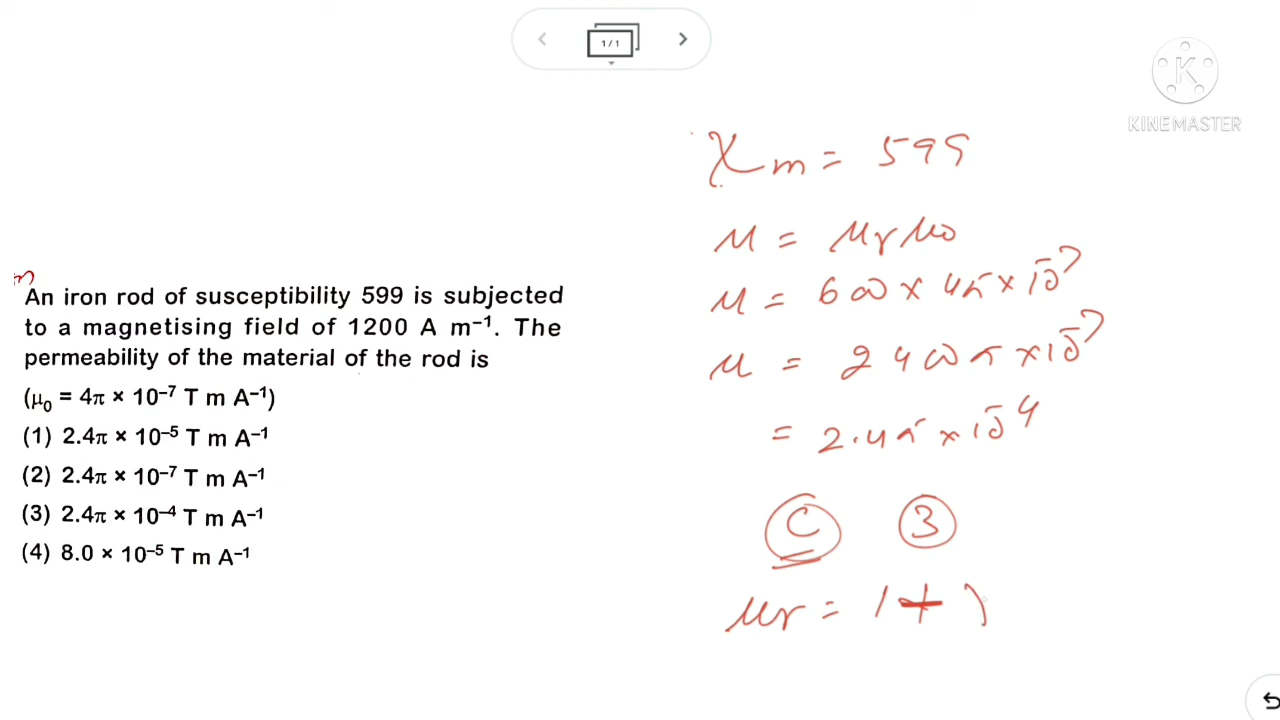 1 / 1
KINEMASTER
An iron rod of susceptibility 599 is subjected
to a magnetising field of 1200 A m⁻¹. The
permeability of the material of the rod is
(μ₀ = 4π × 10⁻⁷ T m A⁻¹)
(1) 2.4π × 10⁻⁵ T m A⁻¹
(2) 2.4π × 10⁻⁷ T m A⁻¹
(3) 2.4π × 10⁻⁴ T m A⁻¹
(4) 8.0 × 10⁻⁵ T m A⁻¹
χm = 599
μ = μr μ0
μ = 600 × 4π × 10⁻⁷
μ = 2400π × 10⁻⁷
= 2.4π × 10⁻⁴
C 3
μr = 1 +